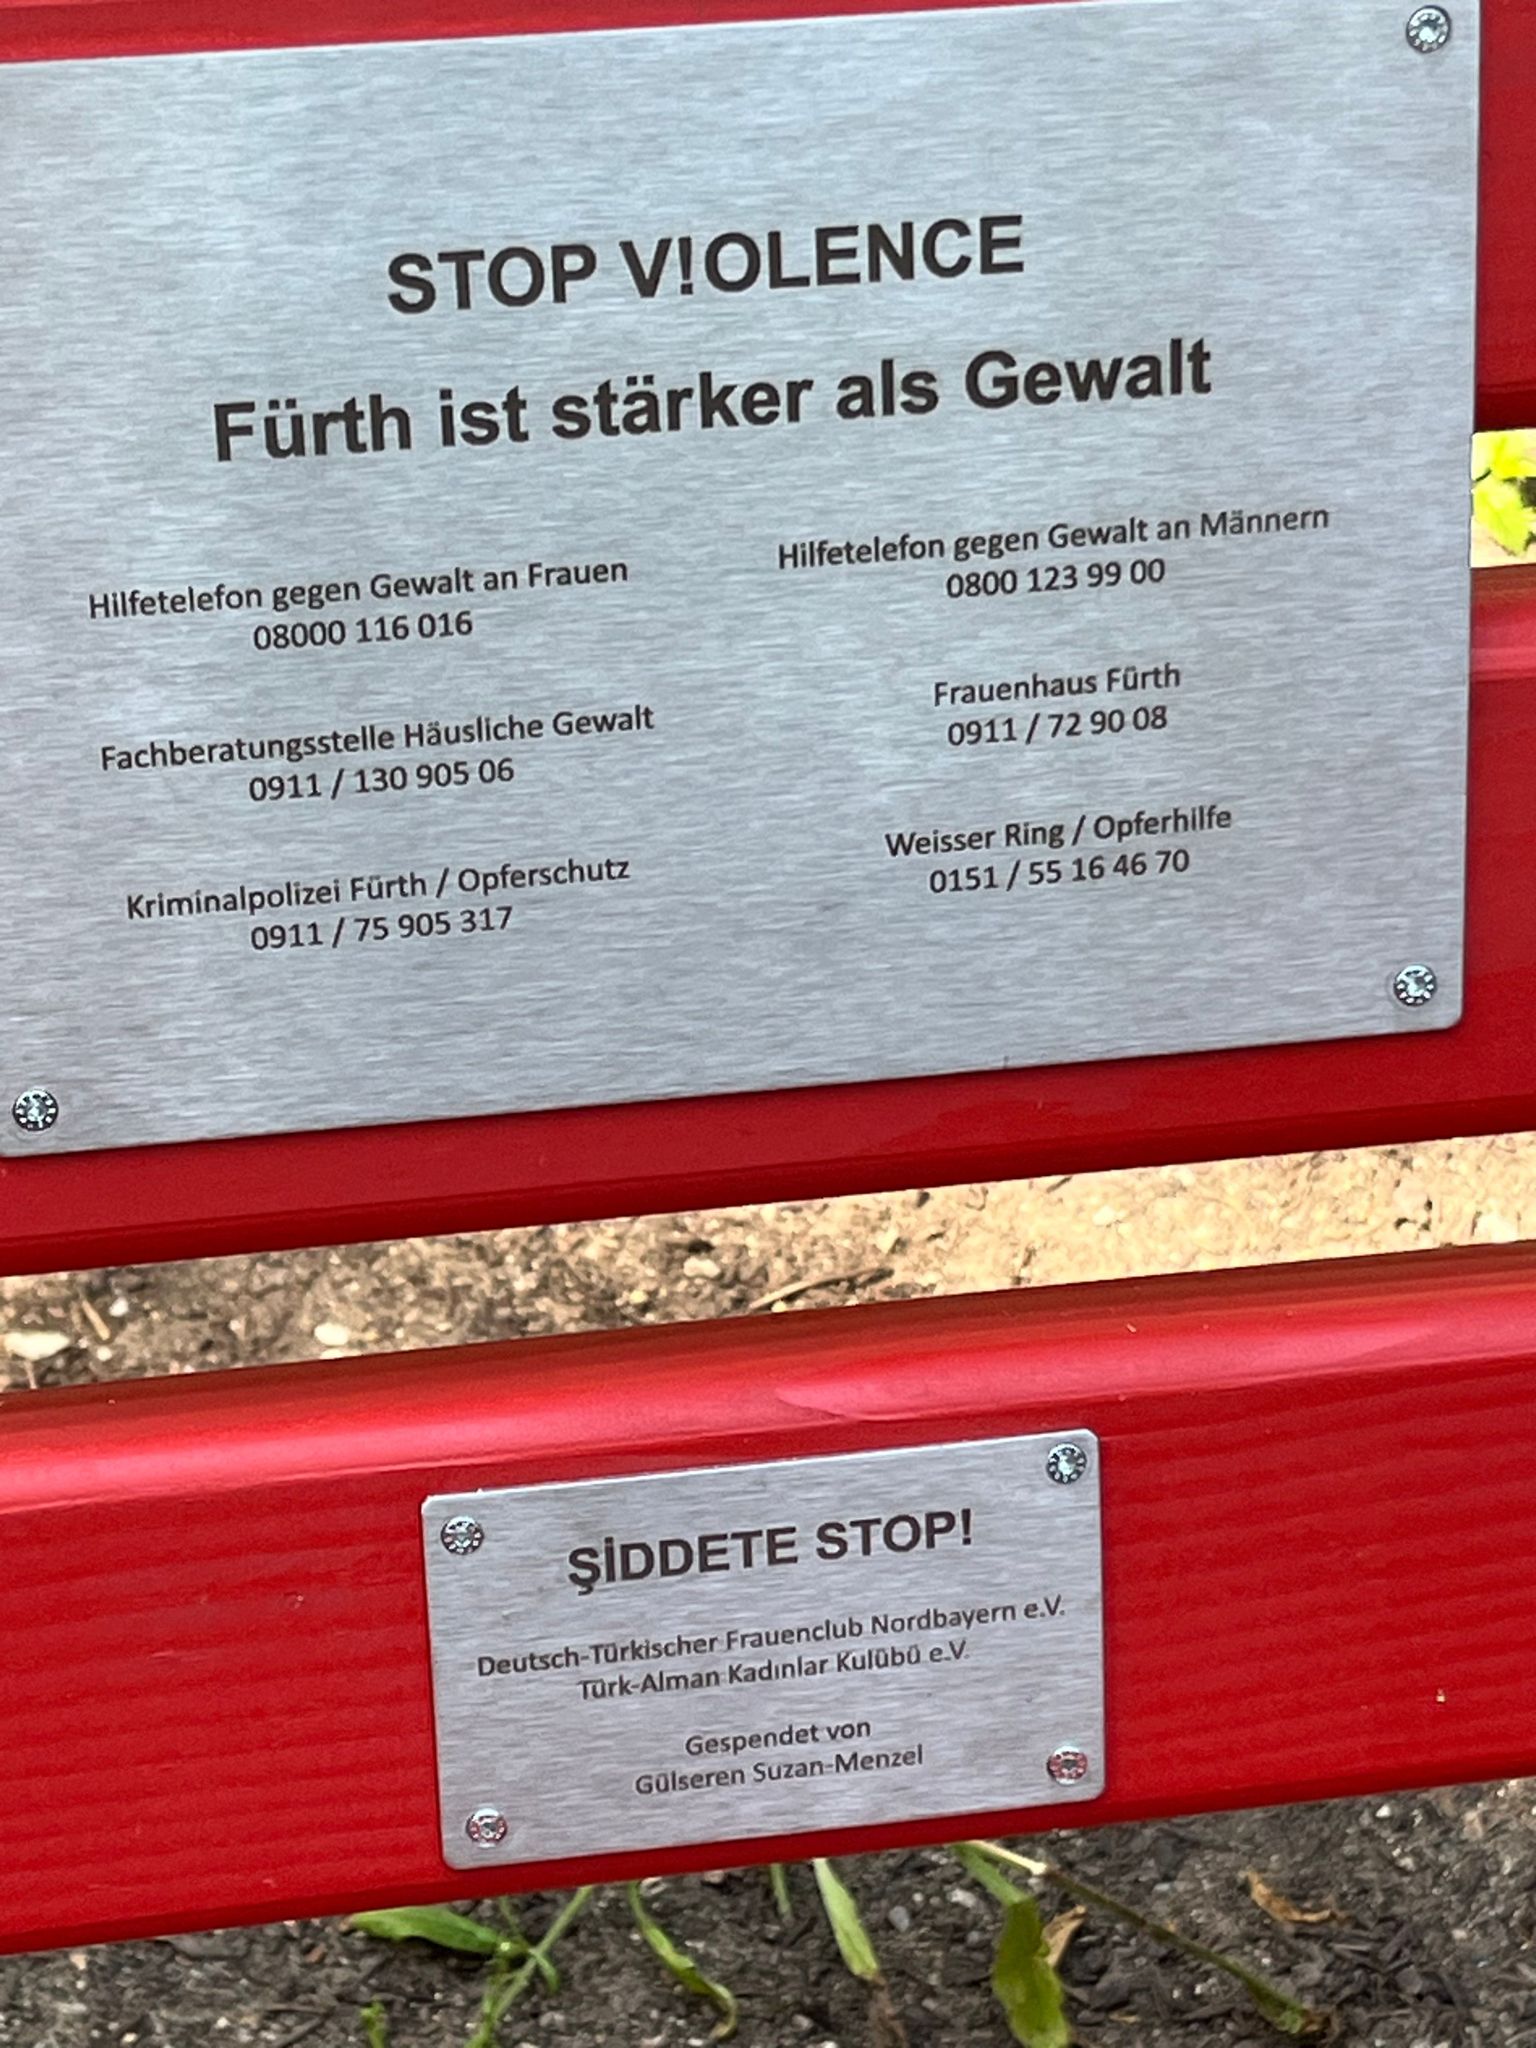 STOP V!OLENCE
Fürth ist stärker als Gewalt
Hilfetelefon gegen Gewalt an Frauen
08000 116 016
Hilfetelefon gegen Gewalt an Männern
0800 123 99 00
Fachberatungsstelle Häusliche Gewalt
0911 / 130 905 06
Frauenhaus Fürth
0911 / 72 90 08
Kriminalpolizei Fürth / Opferschutz
0911 / 75 905 317
Weisser Ring / Opferhilfe
0151 / 55 16 46 70
ŞİDDETE STOP!
Deutsch-Türkischer Frauenclub Nordbayern e.V.
Türk-Alman Kadınlar Kulübü e.V.
Gespendet von
Gülseren Suzan-Menzel